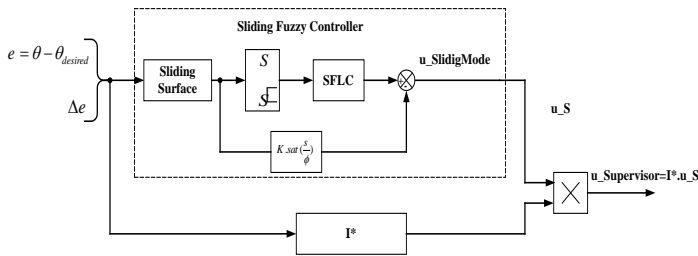 Sliding Fuzzy Controller
e = θ − θ_desired
Δe
Sliding
Surface
S
S
SFLC
+
-
u_SlidigMode
K.sat(s/ϕ)
u_S
u_Supervisor=I*.u_S
I*